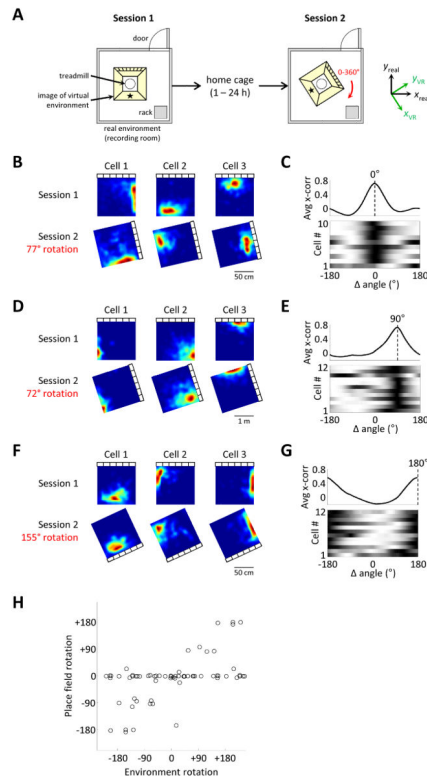 A
Session 1
Session 2
door
treadmill
image of virtual
environment
rack
real environment
(recording room)
home cage
(1 – 24 h)
0-360°
y real
y VR
x real
x VR
B
Cell 1 Cell 2 Cell 3
Session 1
Session 2
77° rotation
50 cm
C
0°
Avg x-corr
0.8
0.4
0
Cell #
10
1
-180 0 180
Δ angle (°)
D
Cell 1 Cell 2 Cell 3
Session 1
Session 2
72° rotation
1 m
E
90°
Avg x-corr
0.8
0.4
0
Cell #
12
1
-180 0 180
Δ angle (°)
F
Cell 1 Cell 2 Cell 3
Session 1
Session 2
155° rotation
50 cm
G
180°
Avg x-corr
0.8
0.4
0
Cell #
12
1
-180 0 180
Δ angle (°)
H
Place field rotation
+180
+90
0
-90
-180
-180 -90 0 +90 +180
Environment rotation